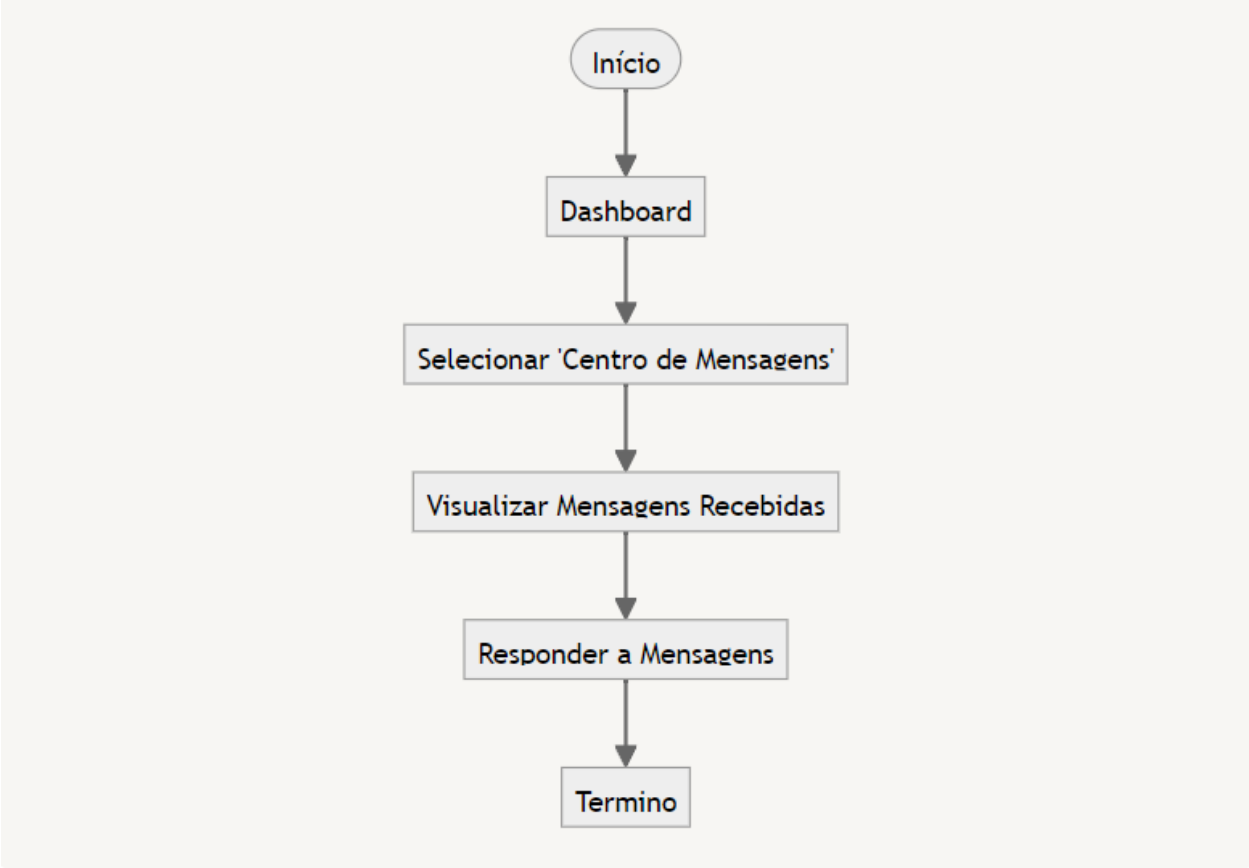 Início
Dashboard
Selecionar 'Centro de Mensagens'
Visualizar Mensagens Recebidas
Responder a Mensagens
Termino